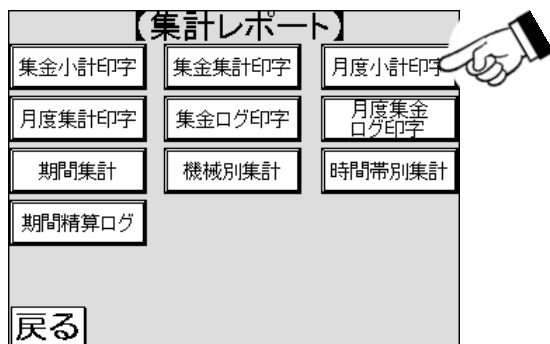 【集計レポート】
集金小計印字
集金集計印字
月度小計印字
月度集計印字
集金ログ印字
月度集金
ログ印字
期間集計
機械別集計
時間帯別集計
期間精算ログ
戻る